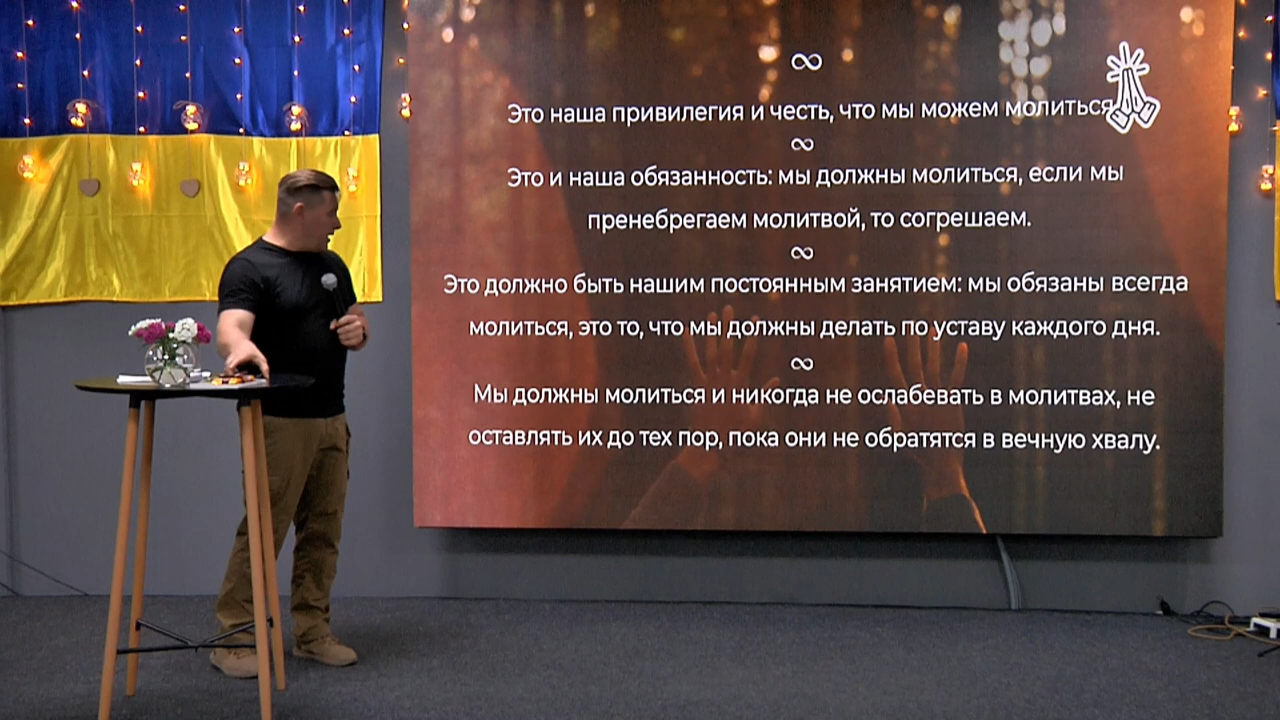 Это наша привилегия и честь, что мы можем молиться
Это и наша обязанность: мы должны молиться, если мы
пренебрегаем молитвой, то согрешаем.
Это должно быть нашим постоянным занятием: мы обязаны всегда
молиться, это то, что мы должны делать по уставу каждого дня.
Мы должны молиться и никогда не ослабевать в молитвах, не
оставлять их до тех пор, пока они не обратятся в вечную хвалу.